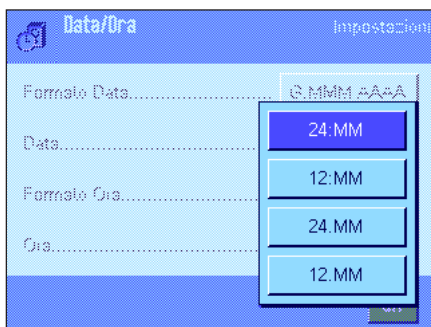 Data/Ora Impostazioni
Formato Data................ G.MMM.AAAA
Data
24:MM
12:MM
Formato Ora
24.MM
Ora
12.MM